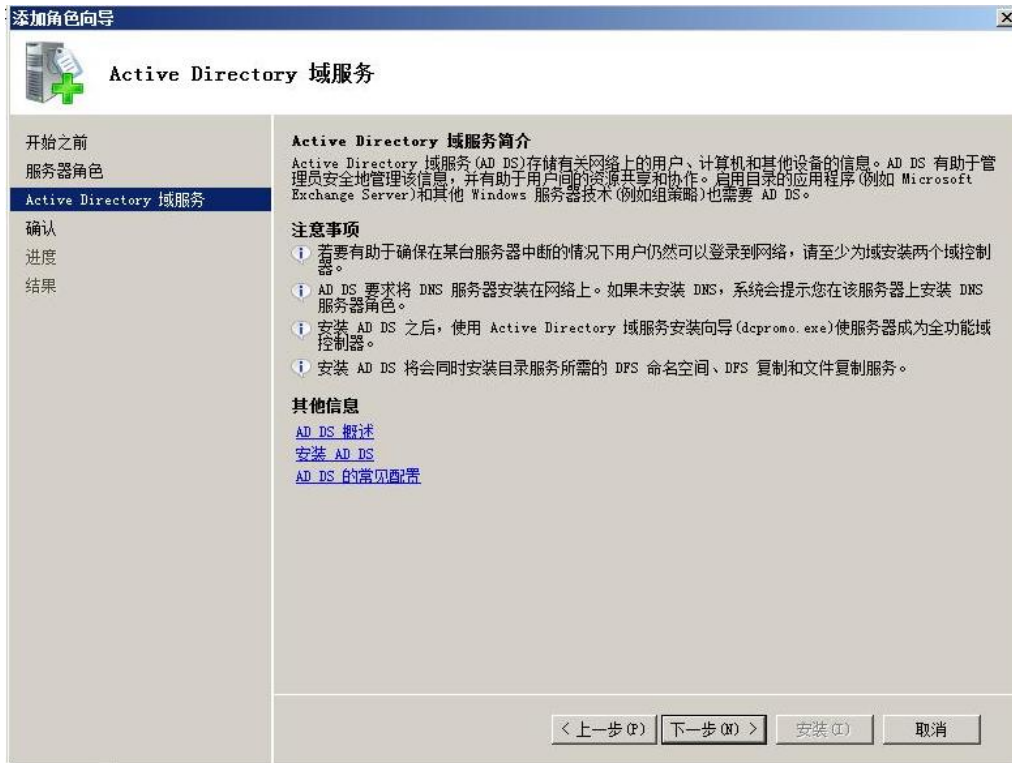 添加角色向导
Active Directory 域服务
开始之前
服务器角色
Active Directory 域服务
确认
进度
结果
Active Directory 域服务简介
Active Directory 域服务(AD DS)存储有关网络上的用户、计算机和其他设备的信息。AD DS 有助于管
理员安全地管理该信息，并有助于用户间的资源共享和协作。启用目录的应用程序(例如 Microsoft
Exchange Server)和其他 Windows 服务器技术(例如组策略)也需要 AD DS。
注意事项
若要有助于确保在某台服务器中断的情况下用户仍然可以登录到网络，请至少为域安装两个域控制
器。
AD DS 要求将 DNS 服务器安装在网络上。如果未安装 DNS，系统会提示您在该服务器上安装 DNS
服务器角色。
安装 AD DS 之后，使用 Active Directory 域服务安装向导(dcpromo.exe)使服务器成为全功能域
控制器。
安装 AD DS 将会同时安装目录服务所需的 DFS 命名空间、DFS 复制和文件复制服务。
其他信息
AD DS 概述
安装 AD DS
AD DS 的常见配置
< 上一步(P)
下一步(N) >
安装(I)
取消